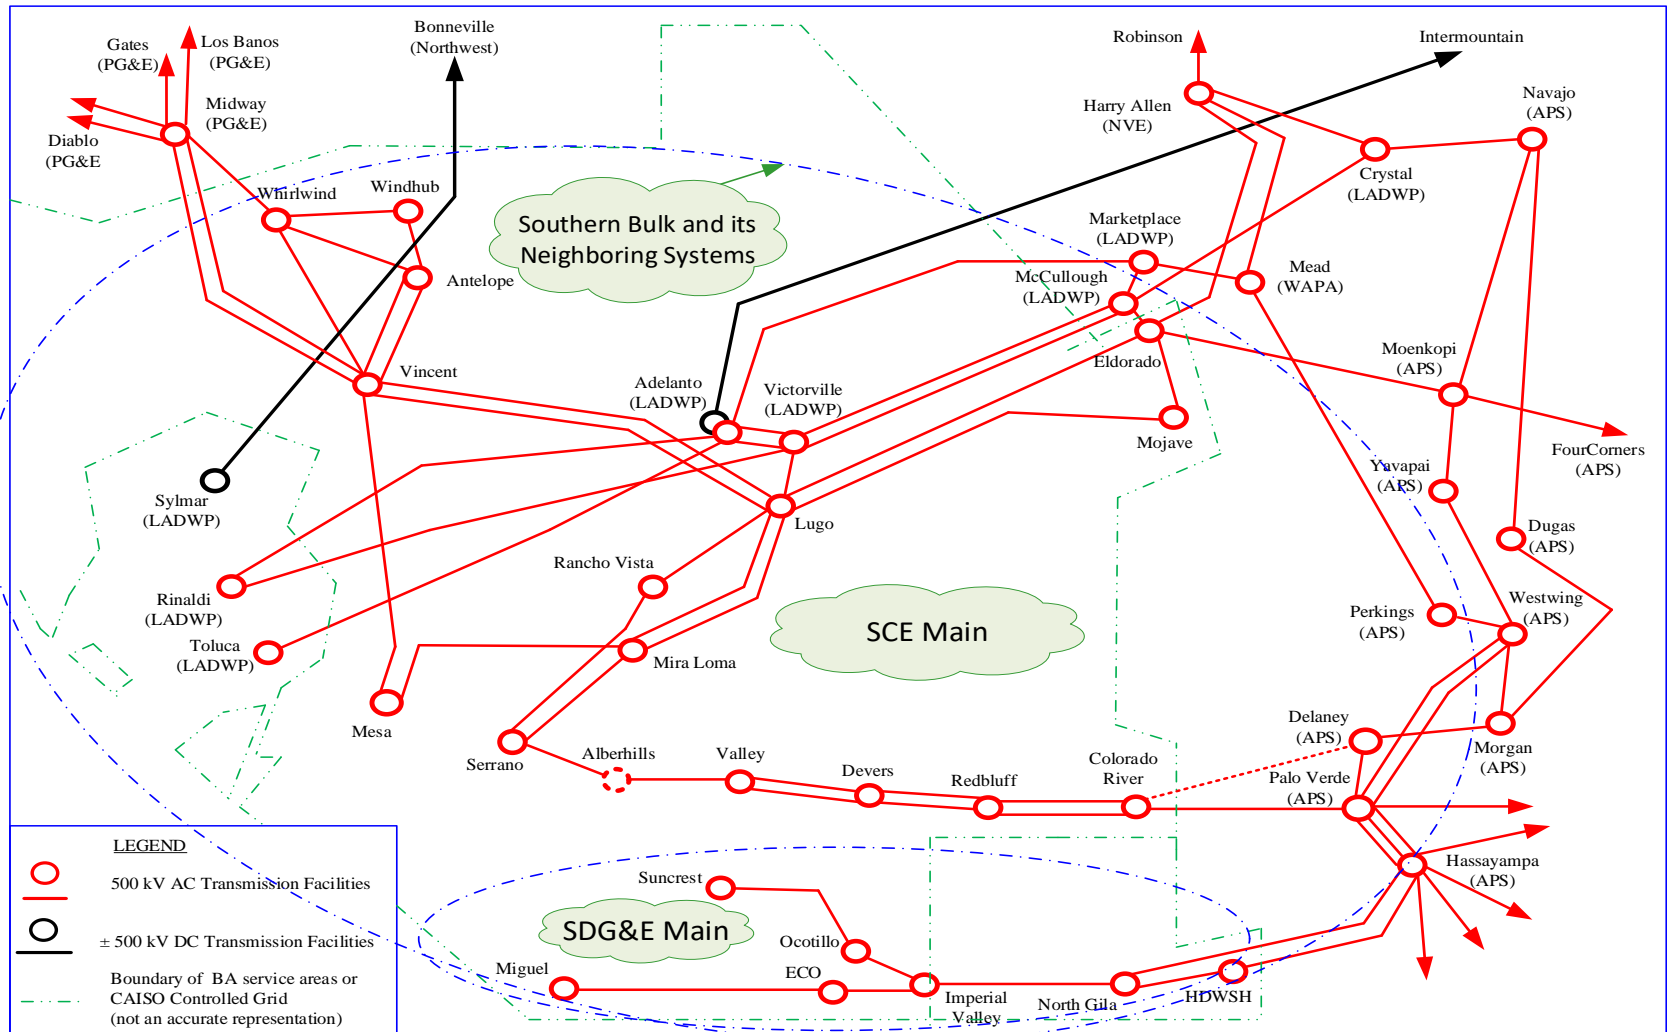 Bonneville
(Northwest)
Gates
(PG&E)
Los Banos
(PG&E)
Robinson
Intermountain
Midway
(PG&E)
Diablo
(PG&E
Harry Allen
(NVE)
Navajo
(APS)
Crystal
(LADWP)
Whirlwind
Windhub
Southern Bulk and its
Neighboring Systems
Marketplace
(LADWP)
McCullough
(LADWP)
Mead
(WAPA)
Antelope
Eldorado
Moenkopi
(APS)
Vincent
Adelanto
(LADWP)
Victorville
(LADWP)
Mojave
FourCorners
(APS)
Yavapai
(APS)
Sylmar
(LADWP)
Lugo
Dugas
(APS)
Rancho Vista
Rinaldi
(LADWP)
Perkings
(APS)
Westwing
(APS)
SCE Main
Toluca
(LADWP)
Mira Loma
Mesa
Delaney
(APS)
Morgan
(APS)
Serrano
Alberhills
Valley
Devers
Redbluff
Colorado
River
Palo Verde
(APS)
Hassayampa
(APS)
Suncrest
SDG&E Main
Ocotillo
Miguel
ECO
Imperial
Valley
North Gila
HDWSH
LEGEND
500 kV AC Transmission Facilities
± 500 kV DC Transmission Facilities
Boundary of BA service areas or
CAISO Controlled Grid
(not an accurate representation)